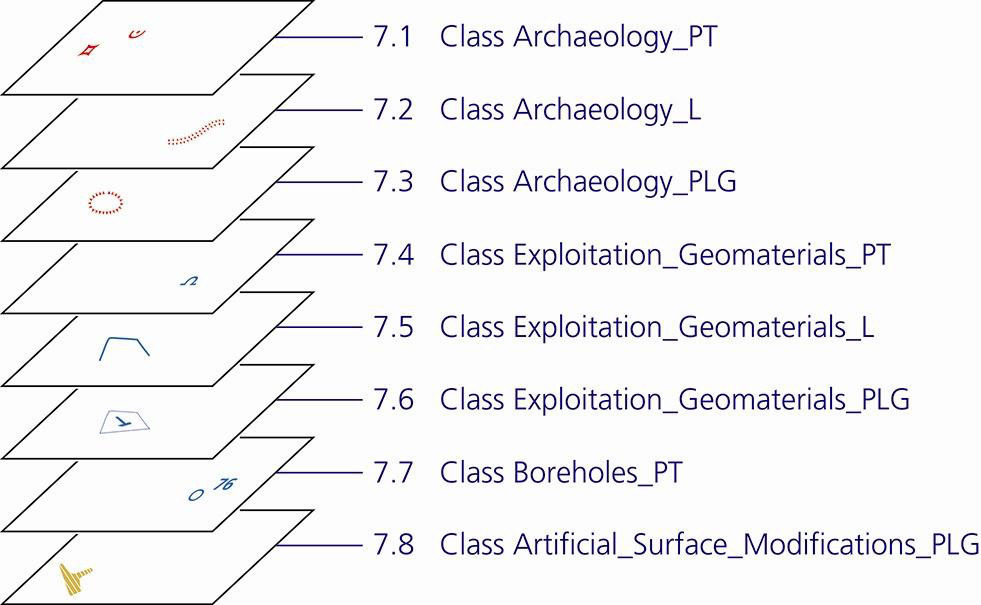 7.1 Class Archaeology_PT
7.2 Class Archaeology_L
7.3 Class Archaeology_PLG
7.4 Class Exploitation_Geomaterials_PT
7.5 Class Exploitation_Geomaterials_L
7.6 Class Exploitation_Geomaterials_PLG
76
7.7 Class Boreholes_PT
7.8 Class Artificial_Surface_Modifications_PLG